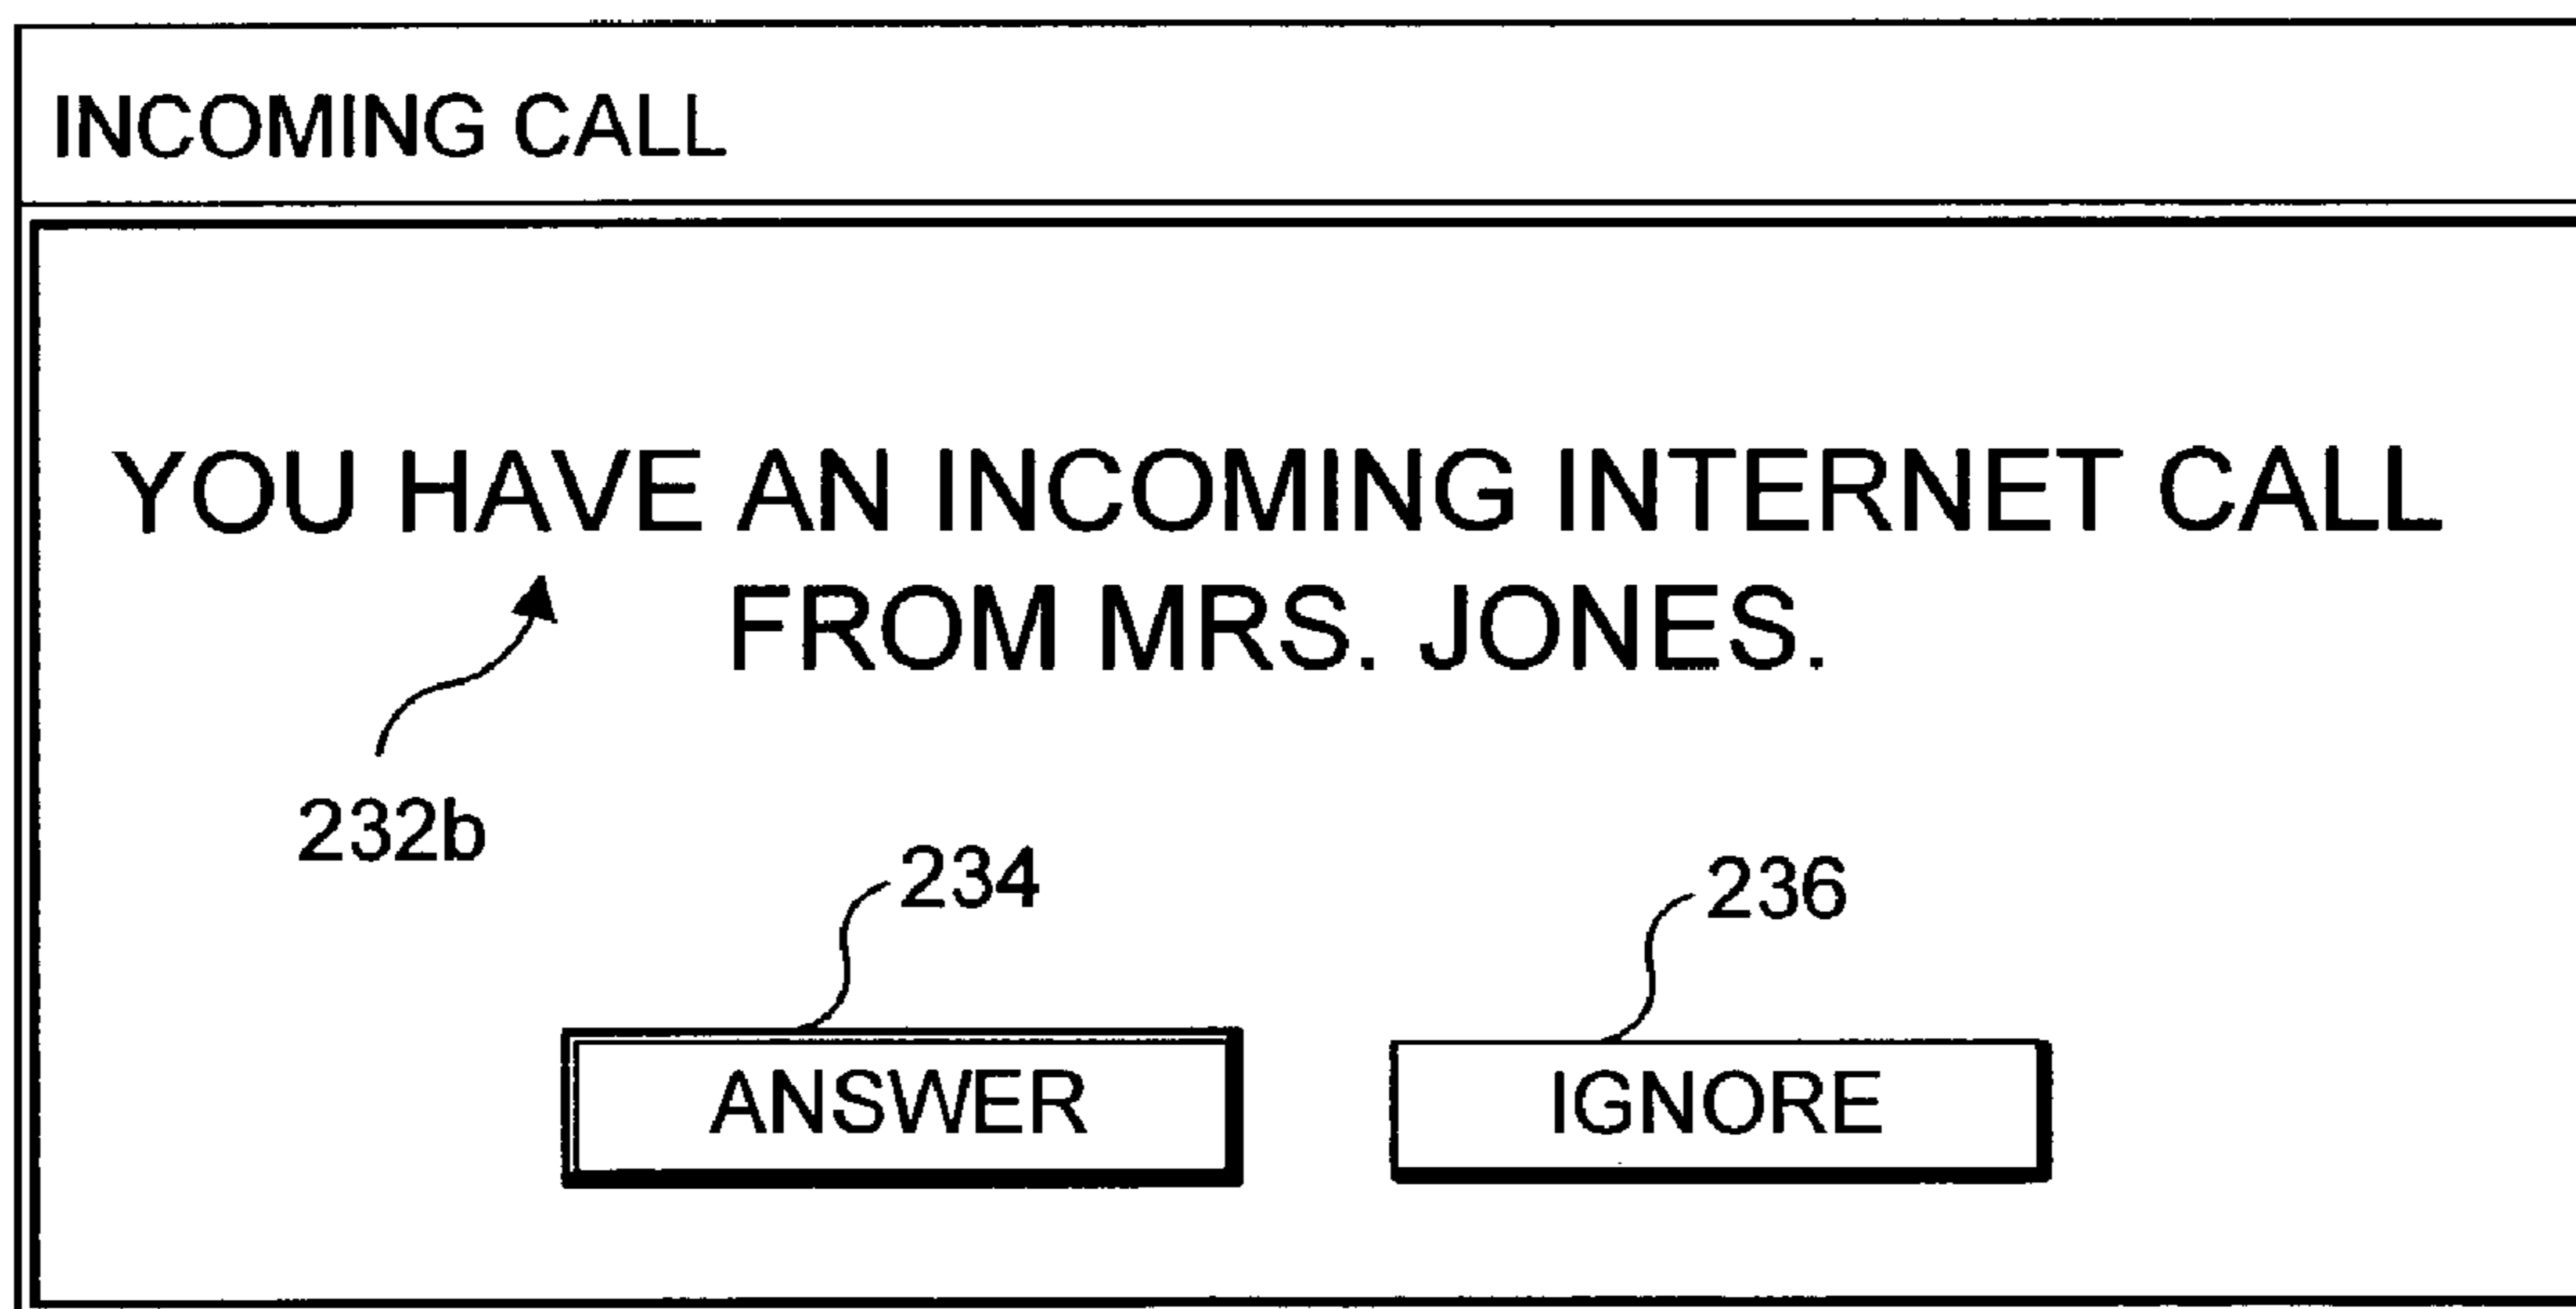 INCOMING CALL
YOU HAVE AN INCOMING INTERNET CALL
FROM MRS. JONES.
232b
234
236
ANSWER
IGNORE